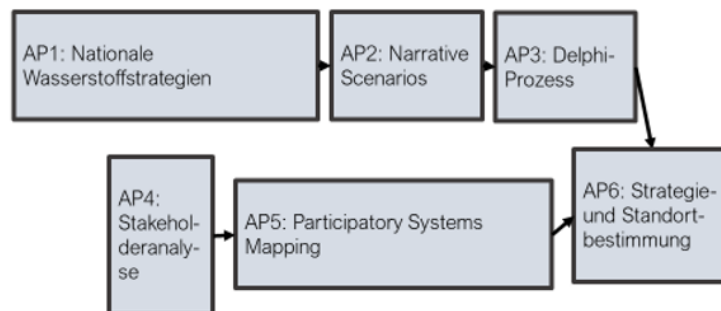 AP1: Nationale
Wasserstoffstrategien
AP2: Narrative
Scenarios
AP3: Delphi-
Prozess
AP4:
Stakehol-
deranaly-
se
AP5: Participatory Systems
Mapping
AP6: Strategie-
und Standort-
bestimmung